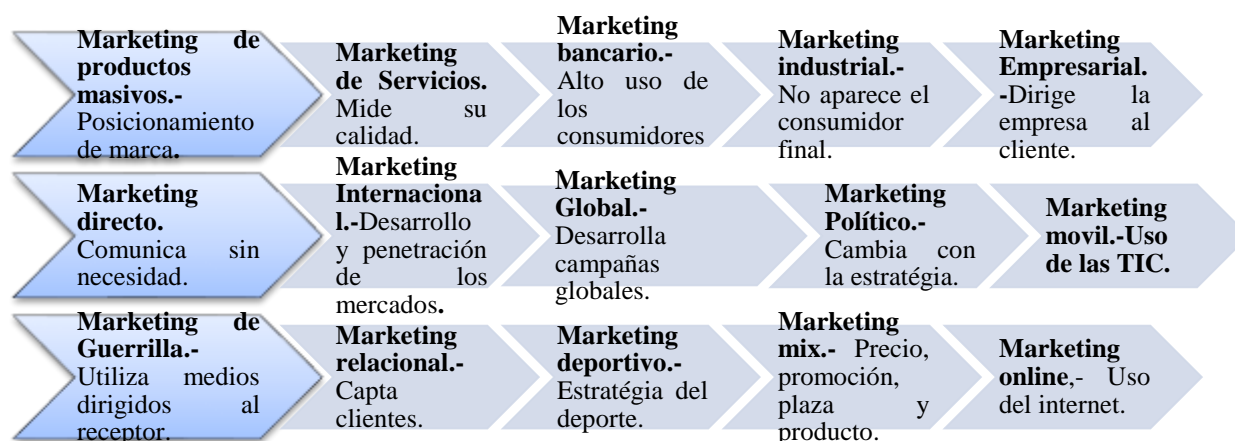 Marketing de
productos
masivos.-
Posicionamiento
de marca.
Marketing
de Servicios.
Mide su
calidad.
Marketing
bancario.-
Alto uso de
los
consumidores
Marketing
industrial.-
No aparece el
consumidor
final.
Marketing
Empresarial.
-Dirige la
empresa al
cliente.
Marketing
directo.
Comunica sin
necesidad.
Marketing
Internaciona
l.-Desarrollo
y penetración
de los
mercados.
Marketing
Global.-
Desarrolla
campañas
globales.
Marketing
Político.-
Cambia con
la estratégia.
Marketing
movil.-Uso
de las TIC.
Marketing de
Guerrilla.-
Utiliza medios
dirigidos al
receptor.
Marketing
relacional.-
Capta
clientes.
Marketing
deportivo.-
Estratégia del
deporte.
Marketing
mix.- Precio,
promoción,
plaza y
producto.
Marketing
online,- Uso
del internet.